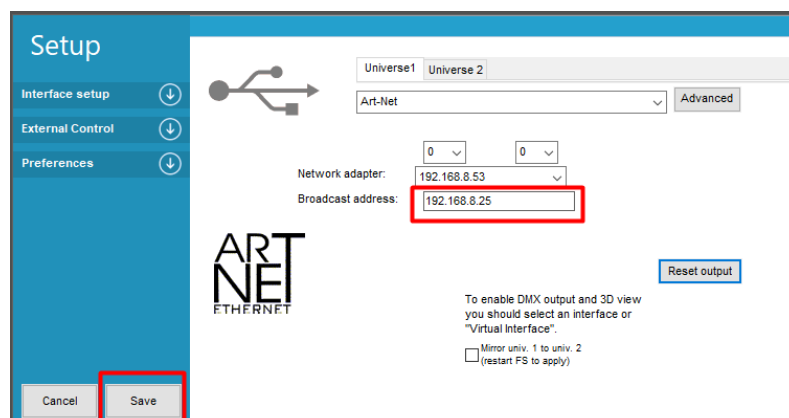 Setup
Interface setup
External Control
Preferences
Cancel
Save
Universe1
Universe 2
Art-Net
Advanced
0
0
Network adapter:
192.168.8.53
Broadcast address:
192.168.8.25
ART
NET
ETHERNET
Reset output
To enable DMX output and 3D view
you should select an interface or
"Virtual Interface".
Mirror univ. 1 to univ. 2
(restart FS to apply)